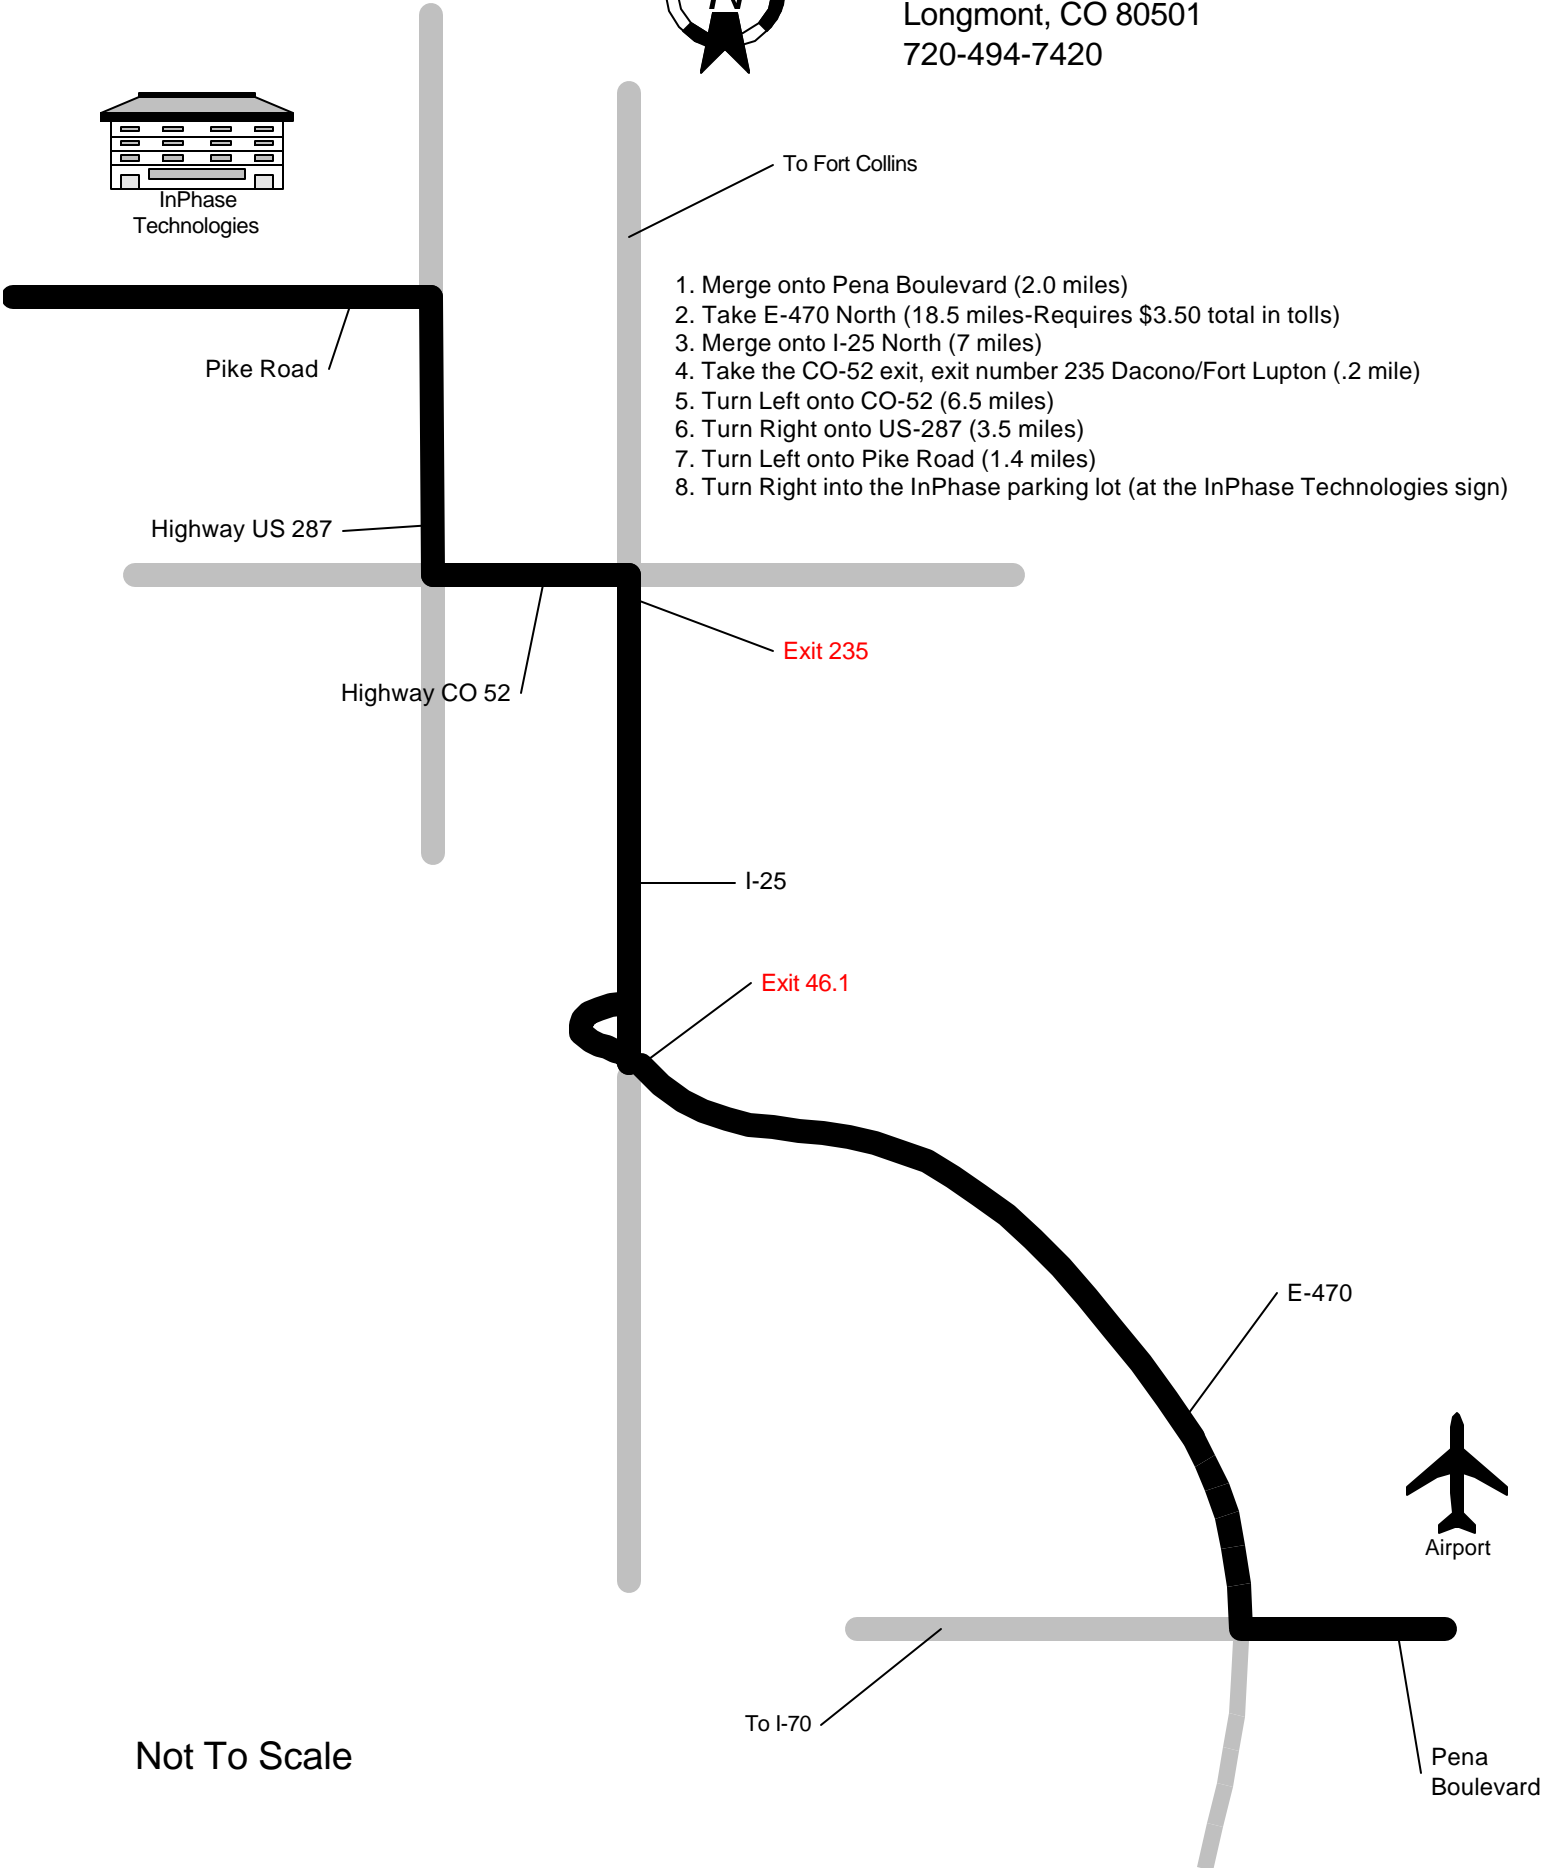 N
Longmont, CO 80501
720-494-7420
InPhase
Technologies
To Fort Collins
1. Merge onto Pena Boulevard (2.0 miles)
2. Take E-470 North (18.5 miles-Requires $3.50 total in tolls)
3. Merge onto I-25 North (7 miles)
4. Take the CO-52 exit, exit number 235 Dacono/Fort Lupton (.2 mile)
5. Turn Left onto CO-52 (6.5 miles)
6. Turn Right onto US-287 (3.5 miles)
7. Turn Left onto Pike Road (1.4 miles)
8. Turn Right into the InPhase parking lot (at the InPhase Technologies sign)
Pike Road
Highway US 287
Exit 235
Highway CO 52
I-25
Exit 46.1
E-470
Airport
To I-70
Not To Scale
Pena
Boulevard